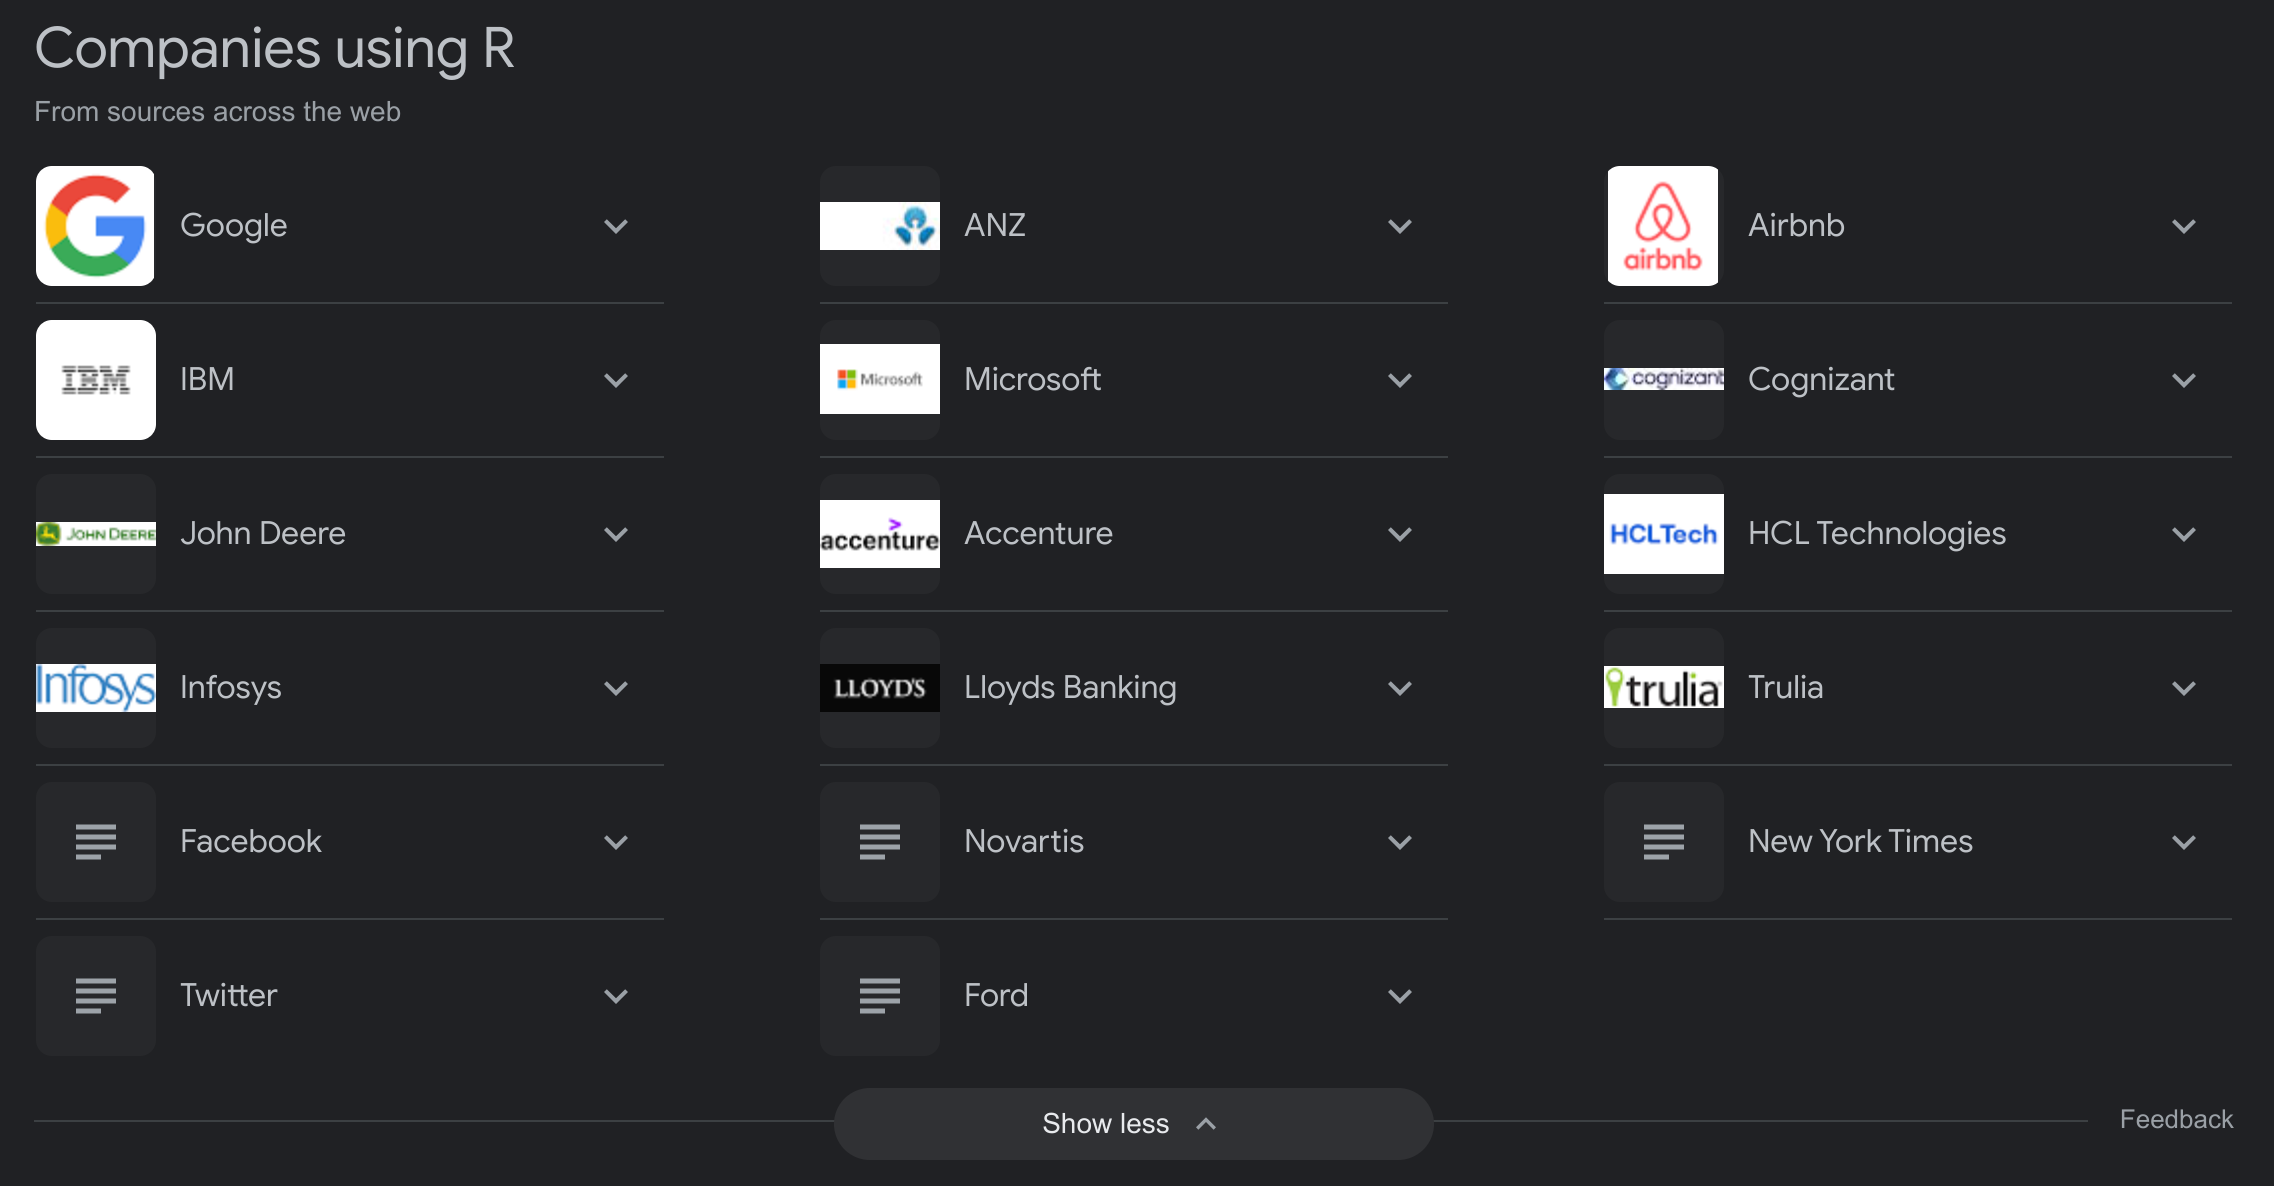 Companies using R
From sources across the web
Google
ANZ
airbnb
Airbnb
IBM
IBM
Microsoft
Microsoft
cognizant
Cognizant
JOHN DEERE
John Deere
accenture
Accenture
HCLTech
HCL Technologies
Infosys
Infosys
LLOYD'S
Lloyds Banking
trulia
Trulia
Facebook
Novartis
New York Times
Twitter
Ford
Show less
Feedback